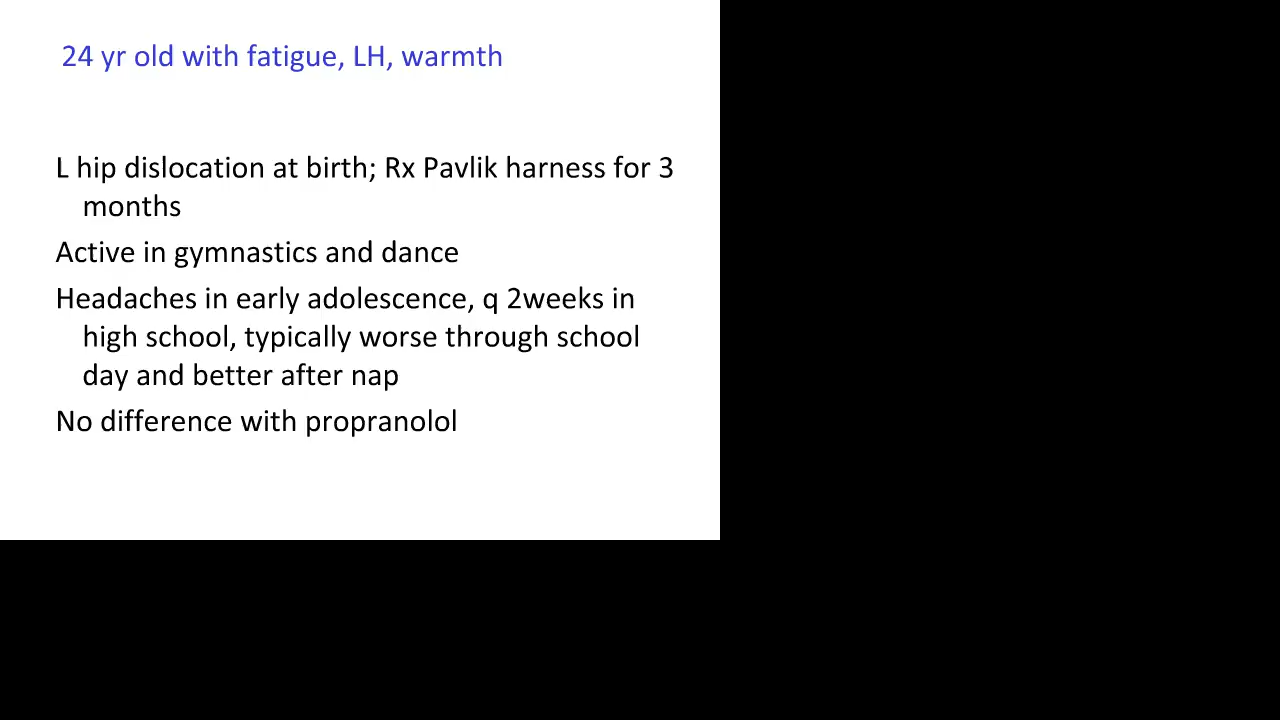 24 yr old with fatigue, LH, warmth
L hip dislocation at birth; Rx Pavlik harness for 3
months
Active in gymnastics and dance
Headaches in early adolescence, q 2weeks in
high school, typically worse through school
day and better after nap
No difference with propranolol